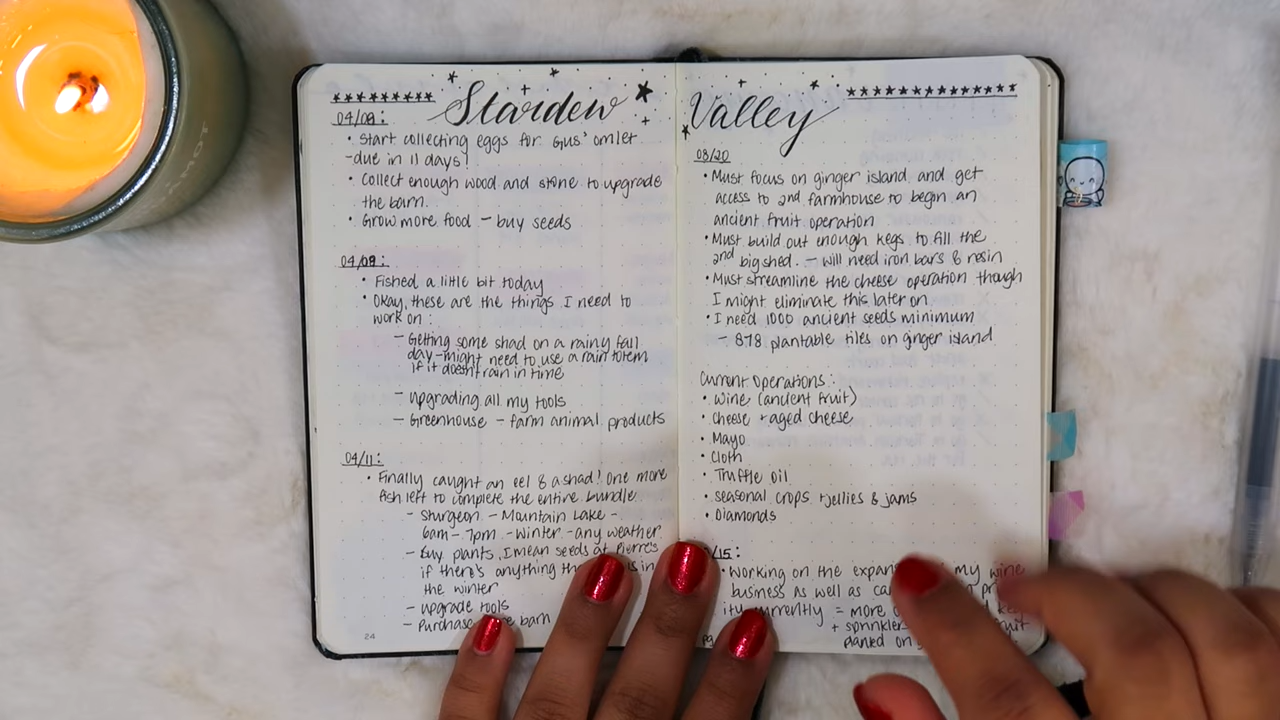 Stardew Valley
04/08:
• Start collecting eggs for Gus' omlet
- due in 11 days!
• Collect enough wood and stone to upgrade
the barn.
• Grow more food — buy seeds
04/09:
• Fished a little bit today
• Okay, these are the things I need to
work on:
— Getting some shad on a rainy fall
day - might need to use a rain totem
if it doesn't rain in time
— upgrading all my tools
— Greenhouse — farm animal products
04/11:
• Finally caught an eel & a shad! One more
fish left to complete the entire bundle.
— Sturgeon — Mountain Lake —
6am - 7pm - Winter - any weather
— Buy plants, I mean seeds at Pierre's
if there's anything in
the winter
— upgrade tools
— Purchase barn
24
08/20
• Must focus on ginger island and get
access to 2nd farmhouse to begin an
ancient fruit operation
• Must build out enough kegs to fill the
2nd big shed. — will need iron bars & resin
• Must streamline the cheese operation though
I might eliminate this later on.
• I need 1000 ancient seeds minimum
— 878 plantable tiles on ginger island
Current Operations:
• Wine (ancient fruit)
• Cheese + aged cheese
• Mayo
• Cloth
• Truffle oil
• seasonal crops + jellies & jams
• Diamonds
/15:
• Working on the my wine
business as well as
currently = more
+
planted on